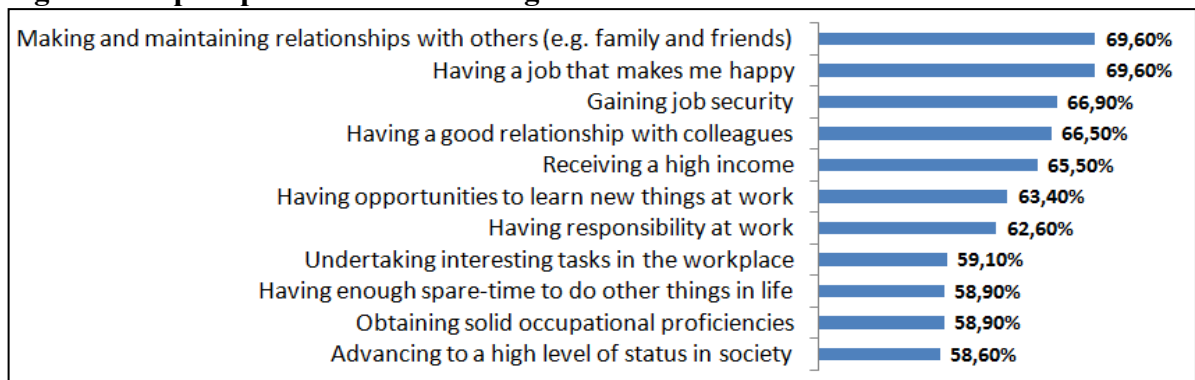 Making and maintaining relationships with others (e.g. family and friends) 69,60%
Having a job that makes me happy 69,60%
Gaining job security 66,90%
Having a good relationship with colleagues 66,50%
Receiving a high income 65,50%
Having opportunities to learn new things at work 63,40%
Having responsibility at work 62,60%
Undertaking interesting tasks in the workplace 59,10%
Having enough spare-time to do other things in life 58,90%
Obtaining solid occupational proficiencies 58,90%
Advancing to a high level of status in society 58,60%